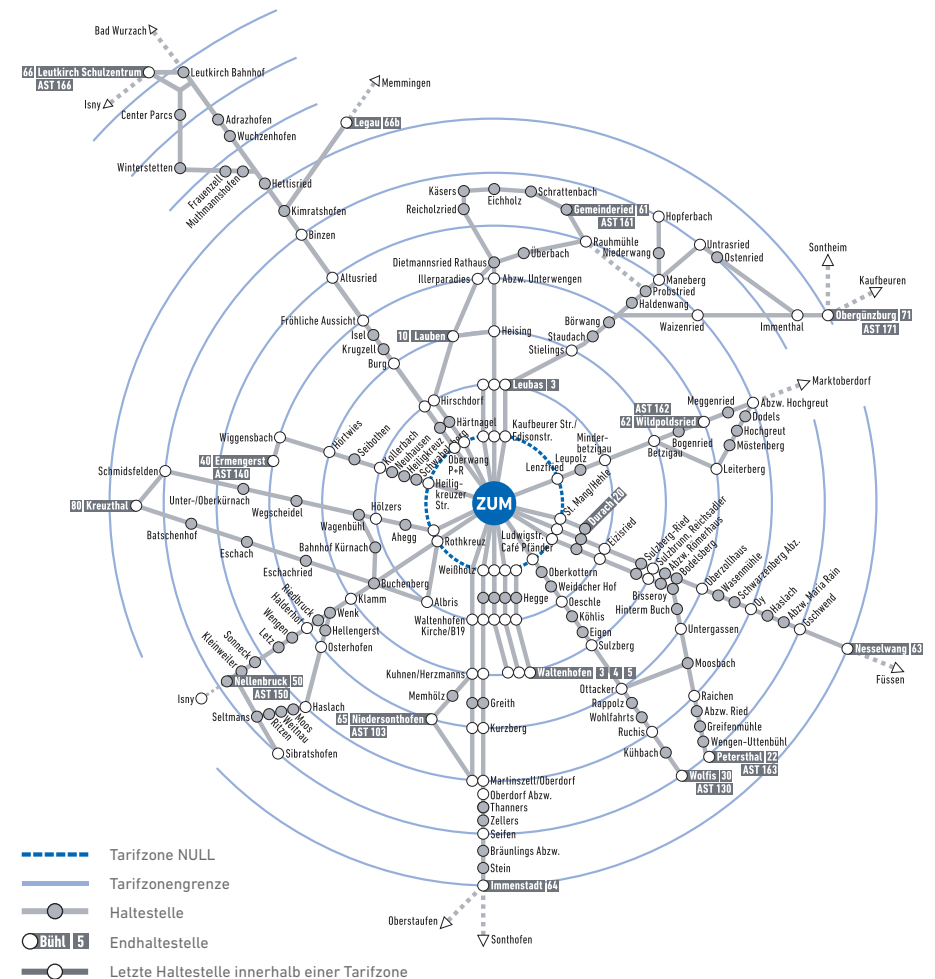 Bad Wurzach
66 Leutkirch Schulzentrum
AST 166
Leutkirch Bahnhof
Isny
Memmingen
Center Parcs
Adrazhofen
Wuchzenhofen
Legau 66b
Winterstetten
Frauenzell
Muthmannshofen
Hettisried
Kimratshofen
Binzen
Altusried
Fröhliche Aussicht
Isel
Krugzell
Burg
Käsers
Eichholz
Schrattenbach
Reicholzried
Gemeinderied 61
AST 161
Hopferbach
Rauhmühle
Niederwang
Überbach
Dietmannsried Rathaus
Illerparadies
Abzw. Unterwengen
Untrasried
Ostenried
Sontheim
Kaufbeuren
Maneberg
Probstried
Haldenwang
Obergünzburg 71
AST 171
Immenthal
Waizenried
Börwang
Staudach
Stielings
10 Lauben
Heising
Leubas 3
Hirschdorf
Härtnagel
Kaufbeurer Str./
Edisonstr.
Marktoberdorf
Meggenried
Abzw. Hochgreut
AST 162
62 Wildpoldsried
Dodels
Hochgreut
Möstenberg
Bogenried
Betzigau
Leiterberg
Minder-
betzigau
Leupolz
Lenzfried
Wiggensbach
Hörtwies
Seibothen
Kollerbach
Neuhausen
Heiligkreuz
40 Ermengerst
AST 140
Oberwang
P+R
Heilig-
kreuzer
Str.
ZUM
St. Mang/Hehle
Durach 20
Schmidsfelden
80 Kreuzthal
Unter-/Oberkürnach
Wegscheidel
Wagenbühl
Hölzers
Ahegg
Rothkreuz
Batschenhof
Eschach
Eschachried
Bahnhof Kürnach
Buchenberg
Albris
Weißholz
Ludwigstr.
Café Pfänder
Eizisried
Sulzberg-Ried
Sulzbrunn, Reichsadler
Abzw. Römerhaus
Bodelsberg
Bisseroy
Hinterm Buch
Oberzollhaus
Wasenmühle
Schwarzenberg Abz.
Oy
Haslach
Abzw. Maria Rain
Gschwend
Nesselwang 63
Füssen
Oberkottern
Weidacher Hof
Oeschle
Köhlis
Eigen
Sulzberg
Untergassen
Hegge
Waltenhofen
Kirche/B19
Waltenhofen 3 4 5
Klamm
Wenk
Riedbruck
Halderhof
Hellengerst
Osterhofen
Wengen
Letz
Sonneck
Kleinweiler
Nellenbruck 50
AST 150
Isny
Seltmans
Haslach
Moos
Weitnau
Ritzen
Sibratshofen
Kuhnen/Herzmanns
Memhölz
Greith
65 Niedersonthofen
AST 103
Kurzberg
Moosbach
Ottacker
Rappolz
Wohlfahrts
Ruchis
Kühbach
Wolfis 30
AST 130
Raichen
Abzw. Ried
Greifenmühle
Wengen-Uttenbühl
Petersthal 22
AST 163
Martinszell/Oberdorf
Oberdorf Abzw.
Thanners
Zellers
Seifen
Bräunlings Abzw.
Stein
Immenstadt 64
Oberstaufen
Sonthofen
Tarifzone NULL
Tarifzonengrenze
Haltestelle
Bühl 5 Endhaltestelle
Letzte Haltestelle innerhalb einer Tarifzone